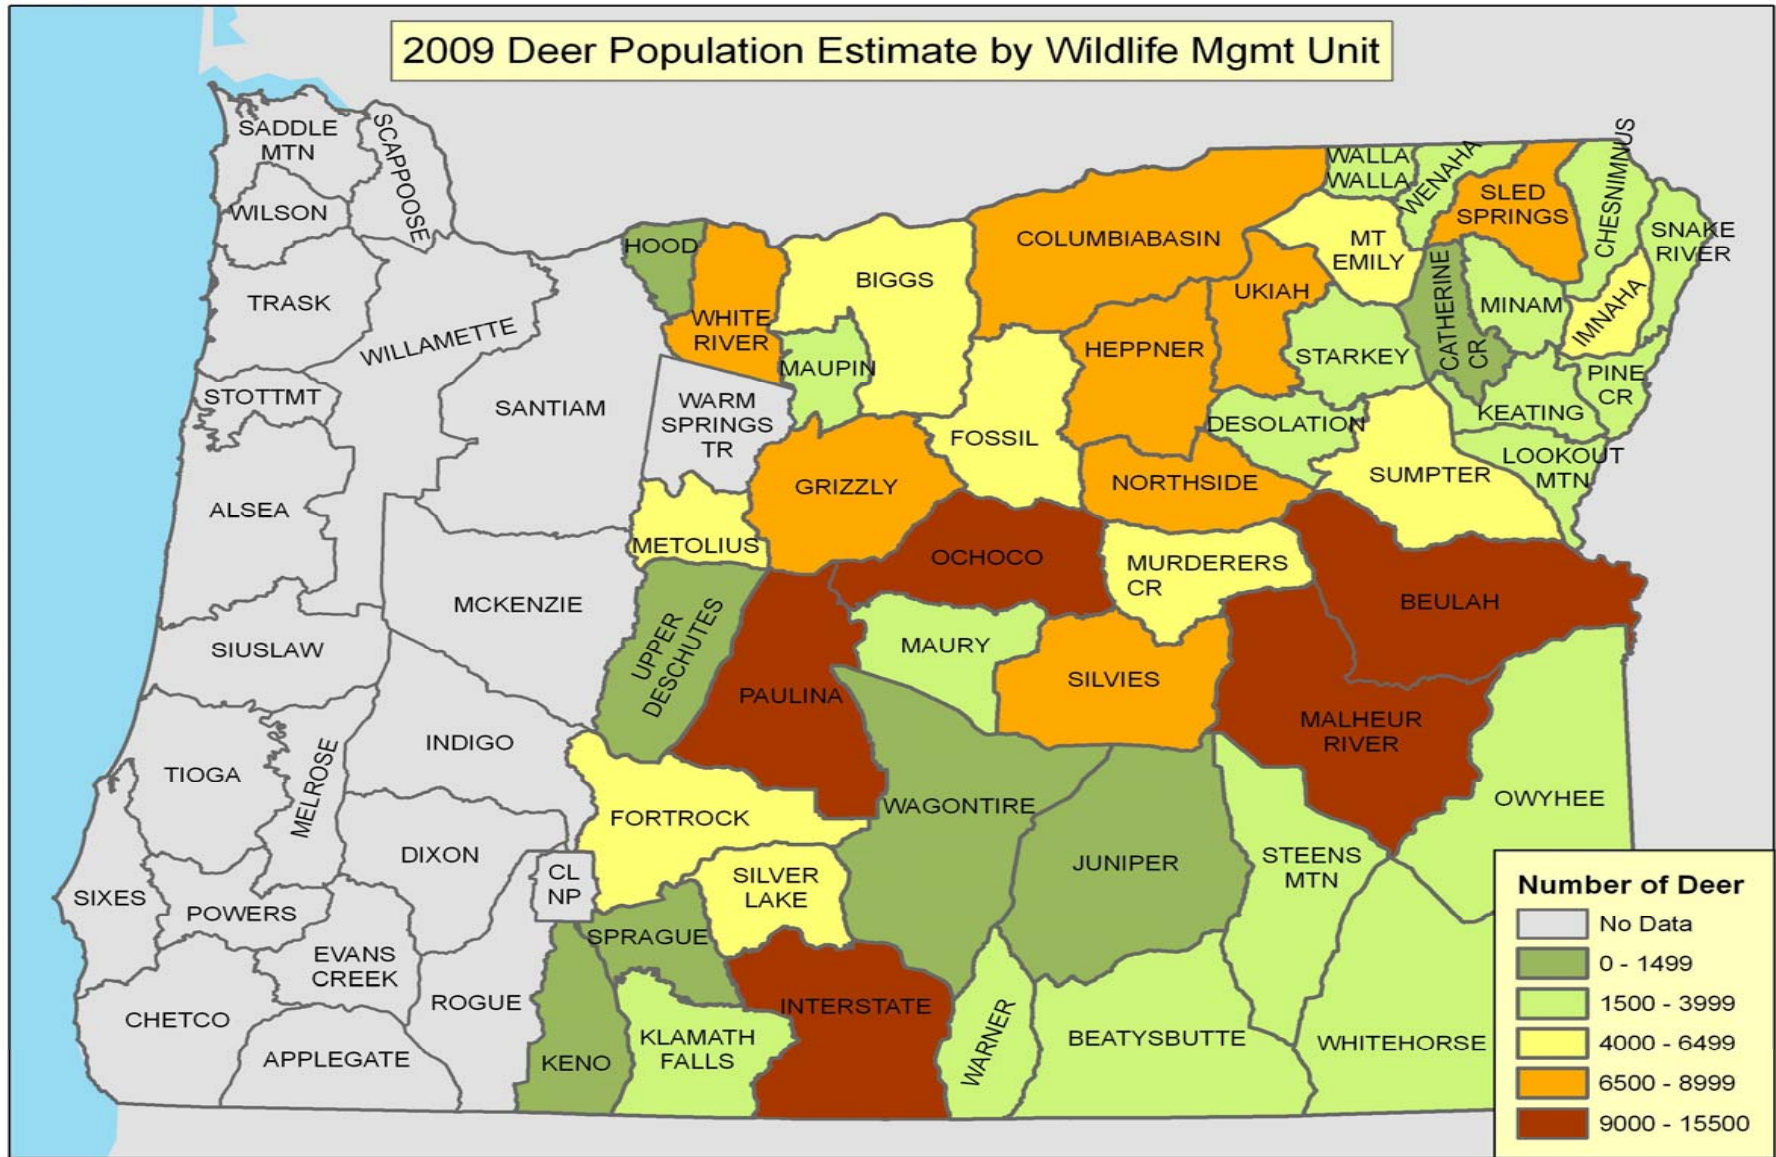 2009 Deer Population Estimate by Wildlife Mgmt Unit
SADDLE
MTN
SCAPPOOSE
WILSON
TRASK
WILLAMETTE
STOTTMT
SANTIAM
ALSEA
MCKENZIE
SIUSLAW
INDIGO
TIOGA
MELROSE
DIXON
CL
NP
SIXES
POWERS
EVANS
CREEK
ROGUE
CHETCO
APPLEGATE
HOOD
WHITE
RIVER
BIGGS
MAUPIN
WARM
SPRINGS
TR
COLUMBIABASIN
WALLA
WALLA
WENAHA
SLED
SPRINGS
CHESNIMNUS
SNAKE
RIVER
MT
EMILY
UKIAH
HEPPNER
STARKEY
CATHERINE
CR
MINAM
IMNAHA
PINE
CR
KEATING
LOOKOUT
MTN
DESOLATION
SUMPTER
FOSSIL
GRIZZLY
NORTHSIDE
METOLIUS
OCHOCO
MURDERERS
CR
BEULAH
UPPER
DESCHUTES
PAULINA
MAURY
SILVIES
MALHEUR
RIVER
OWYHEE
FORTROCK
WAGONTIRE
JUNIPER
STEENS
MTN
SILVER
LAKE
SPRAGUE
INTERSTATE
KENO
KLAMATH
FALLS
WARNER
BEATYSBUTTE
WHITEHORSE
Number of Deer
No Data
0 - 1499
1500 - 3999
4000 - 6499
6500 - 8999
9000 - 15500